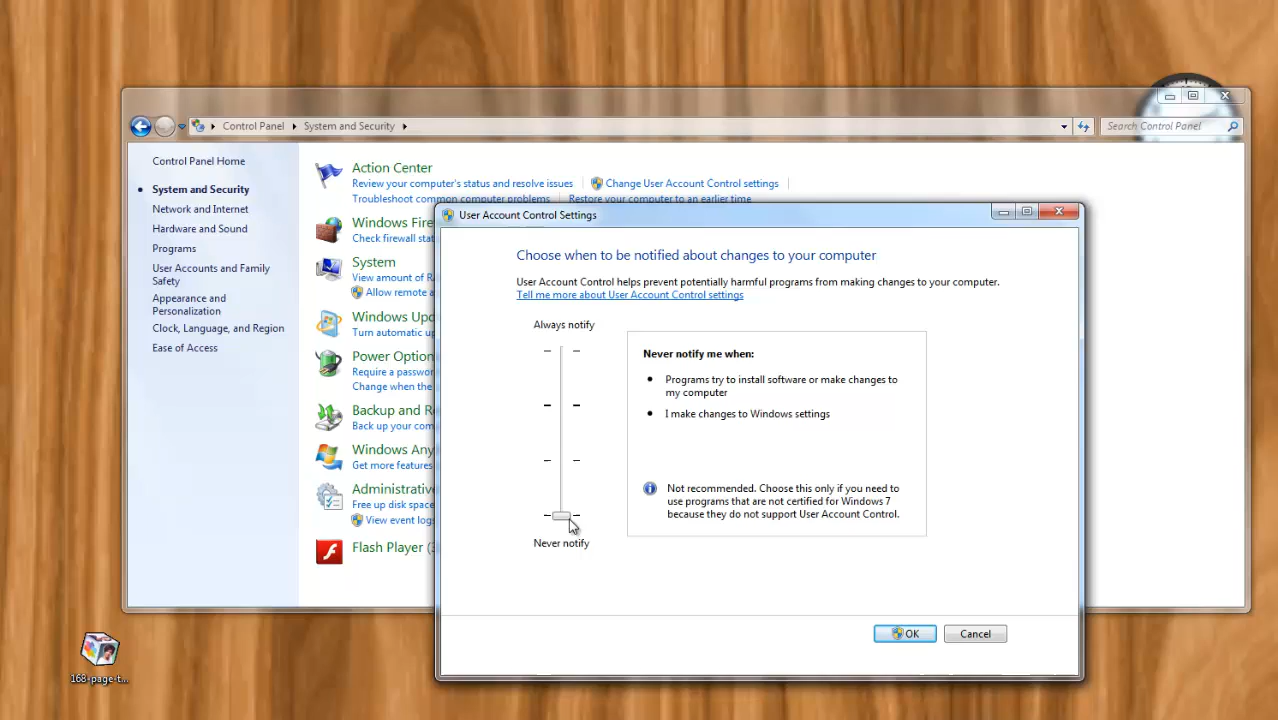 Control Panel
System and Security
Search Control Panel
Control Panel Home
System and Security
Network and Internet
Hardware and Sound
Programs
User Accounts and Family
Safety
Appearance and
Personalization
Clock, Language, and Region
Ease of Access
Action Center
Review your computer's status and resolve issues
Change User Account Control settings
Troubleshoot common computer problems
Restore your computer to an earlier time
Windows Fire
Check firewall stat
System
View amount of R
Allow remote a
Windows Upd
Turn automatic up
Power Option
Require a passwo
Change when the
Backup and Re
Back up your com
Windows Any
Get more features
Administrative
Free up disk space
View event logs
Flash Player (3
User Account Control Settings
Choose when to be notified about changes to your computer
User Account Control helps prevent potentially harmful programs from making changes to your computer.
Tell me more about User Account Control settings
Always notify
Never notify
Never notify me when:
Programs try to install software or make changes to
my computer
I make changes to Windows settings
Not recommended. Choose this only if you need to
use programs that are not certified for Windows 7
because they do not support User Account Control.
OK
Cancel
168-page-t...